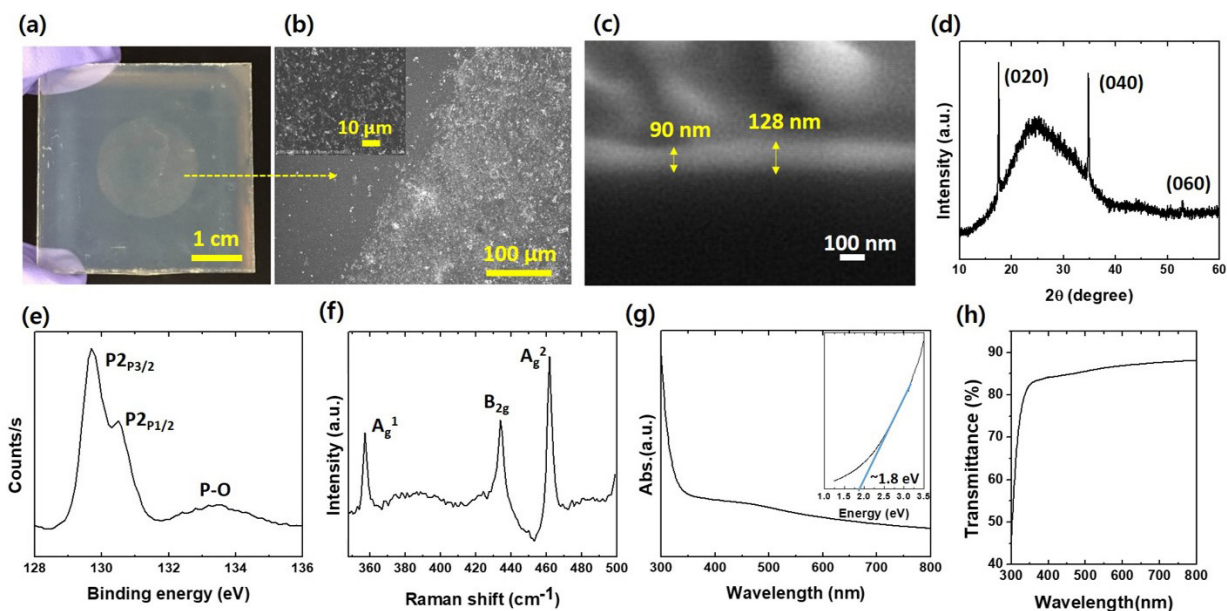 (a)
1 cm
(b)
10 μm
100 μm
(c)
90 nm
128 nm
100 nm
(d)
Intensity (a.u.)
(020)
(040)
(060)
10 20 30 40 50 60
2θ (degree)
(e)
Counts/s
P2P3/2
P2P1/2
P-O
128 130 132 134 136
Binding energy (eV)
(f)
Intensity (a.u.)
Ag1
B2g
Ag2
360 380 400 420 440 460 480 500
Raman shift (cm-1)
(g)
Abs.(a.u.)
~1.8 eV
1.0 1.5 2.0 2.5 3.0 3.5
Energy (eV)
300 400 500 600 700 800
Wavelength (nm)
(h)
Transmittance (%)
90
80
70
60
50
40
300 400 500 600 700 800
Wavelength(nm)